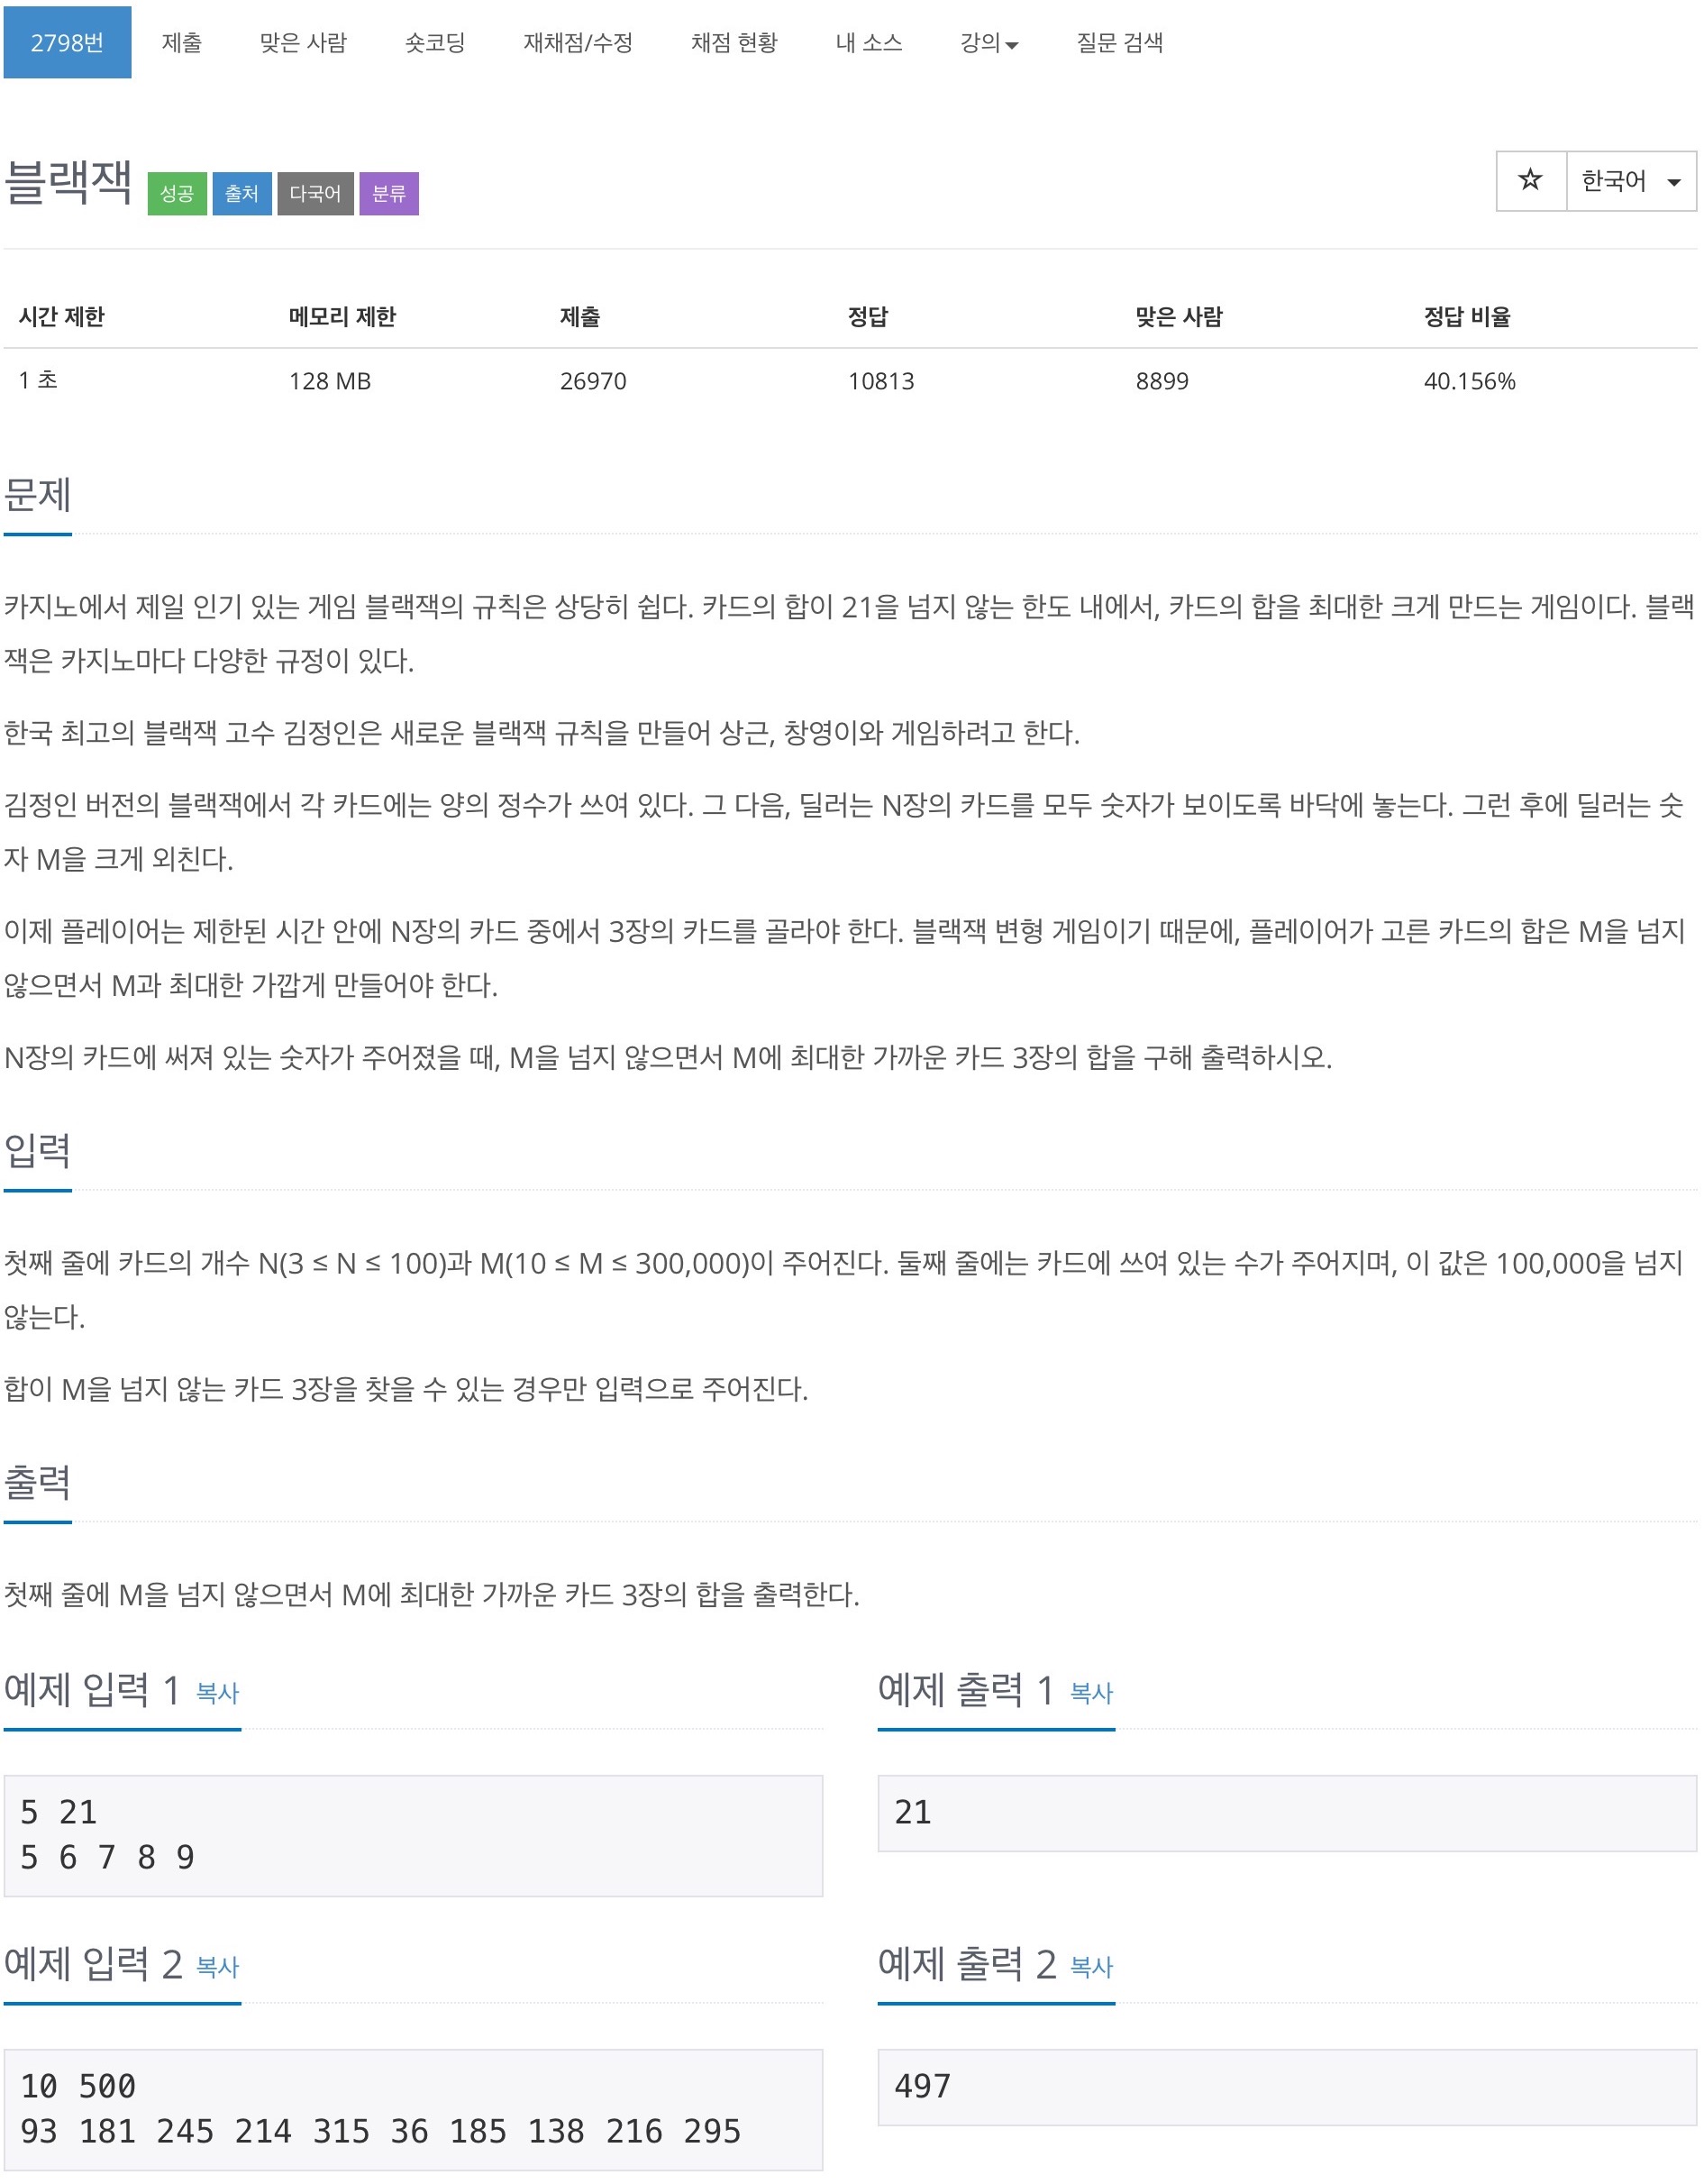 2798번 제출 맞은 사람 숏코딩 재채점/수정 채점 현황 내 소스 강의 질문 검색
블랙잭 성공 출처 다국어 분류 ☆ 한국어
시간 제한 메모리 제한 제출 정답 맞은 사람 정답 비율
1 초 128 MB 26970 10813 8899 40.156%
문제
카지노에서 제일 인기 있는 게임 블랙잭의 규칙은 상당히 쉽다. 카드의 합이 21을 넘지 않는 한도 내에서, 카드의 합을 최대한 크게 만드는 게임이다. 블랙
잭은 카지노마다 다양한 규정이 있다.
한국 최고의 블랙잭 고수 김정인은 새로운 블랙잭 규칙을 만들어 상근, 창영이와 게임하려고 한다.
김정인 버전의 블랙잭에서 각 카드에는 양의 정수가 쓰여 있다. 그 다음, 딜러는 N장의 카드를 모두 숫자가 보이도록 바닥에 놓는다. 그런 후에 딜러는 숫
자 M을 크게 외친다.
이제 플레이어는 제한된 시간 안에 N장의 카드 중에서 3장의 카드를 골라야 한다. 블랙잭 변형 게임이기 때문에, 플레이어가 고른 카드의 합은 M을 넘지
않으면서 M과 최대한 가깝게 만들어야 한다.
N장의 카드에 써져 있는 숫자가 주어졌을 때, M을 넘지 않으면서 M에 최대한 가까운 카드 3장의 합을 구해 출력하시오.
입력
첫째 줄에 카드의 개수 N(3 ≤ N ≤ 100)과 M(10 ≤ M ≤ 300,000)이 주어진다. 둘째 줄에는 카드에 쓰여 있는 수가 주어지며, 이 값은 100,000을 넘지
않는다.
합이 M을 넘지 않는 카드 3장을 찾을 수 있는 경우만 입력으로 주어진다.
출력
첫째 줄에 M을 넘지 않으면서 M에 최대한 가까운 카드 3장의 합을 출력한다.
예제 입력 1 복사
5 21
5 6 7 8 9
예제 출력 1 복사
21
예제 입력 2 복사
10 500
93 181 245 214 315 36 185 138 216 295
예제 출력 2 복사
497